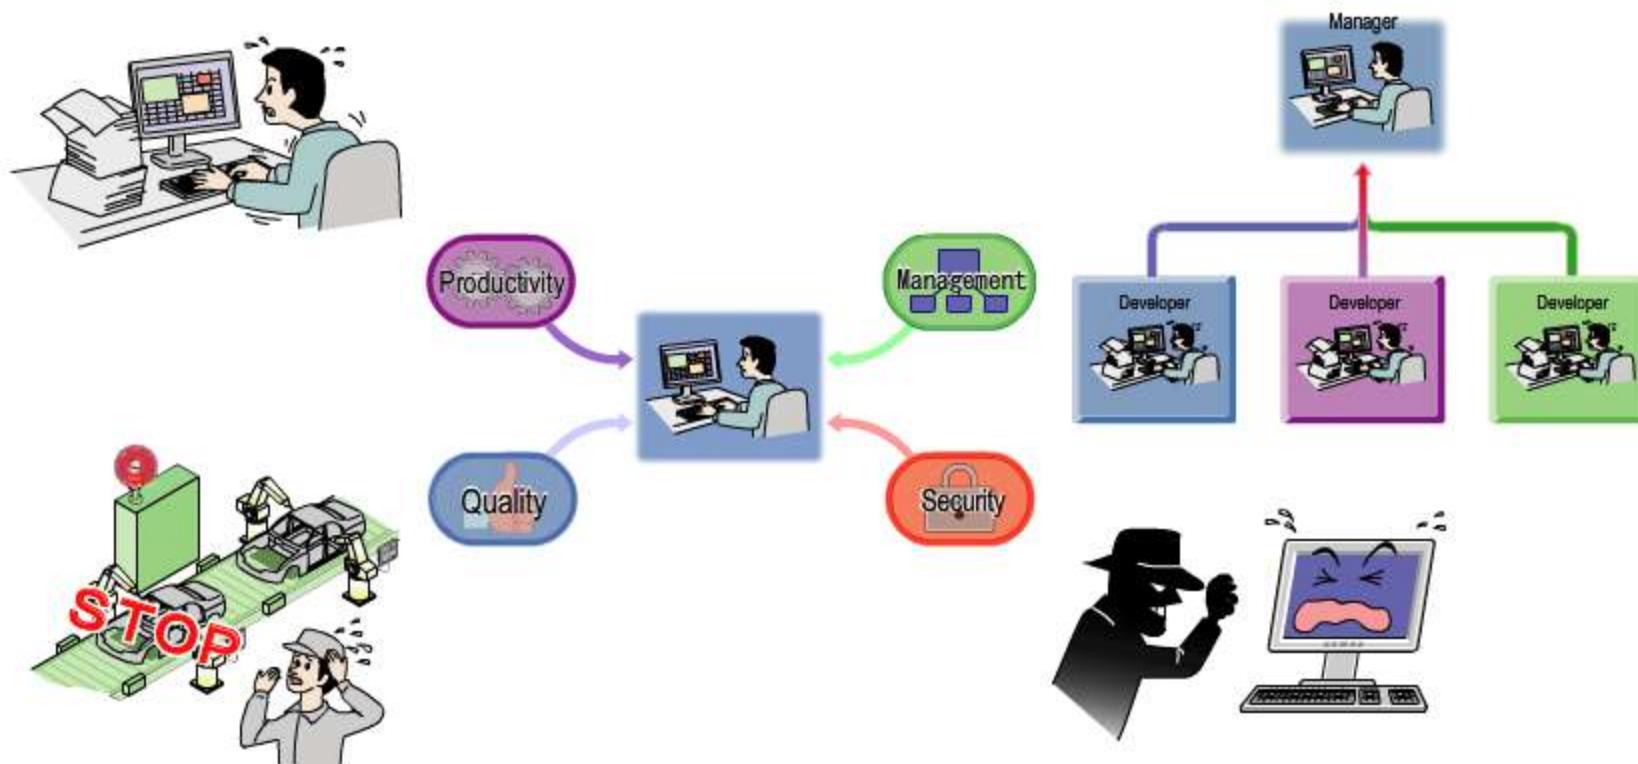 Manager
Productivity
Management
Developer
Developer
Developer
Quality
Security
STOP